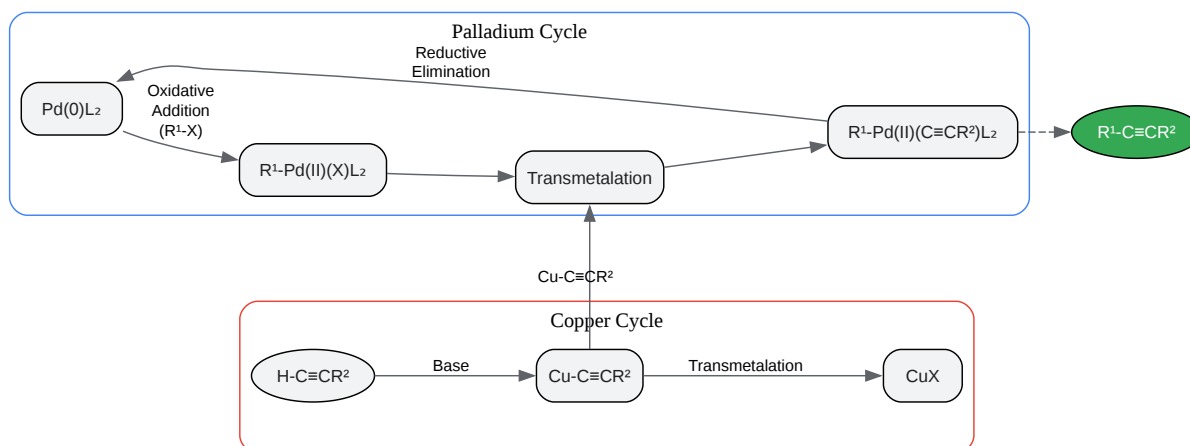 Palladium Cycle
Reductive
Elimination
Pd(0)L₂
Oxidative
Addition
(R¹-X)
R¹-Pd(II)(X)L₂
Transmetalation
R¹-Pd(II)(C≡CR²)L₂
R¹-C≡CR²
Cu-C≡CR²
Copper Cycle
H-C≡CR²
Base
Cu-C≡CR²
Transmetalation
CuX